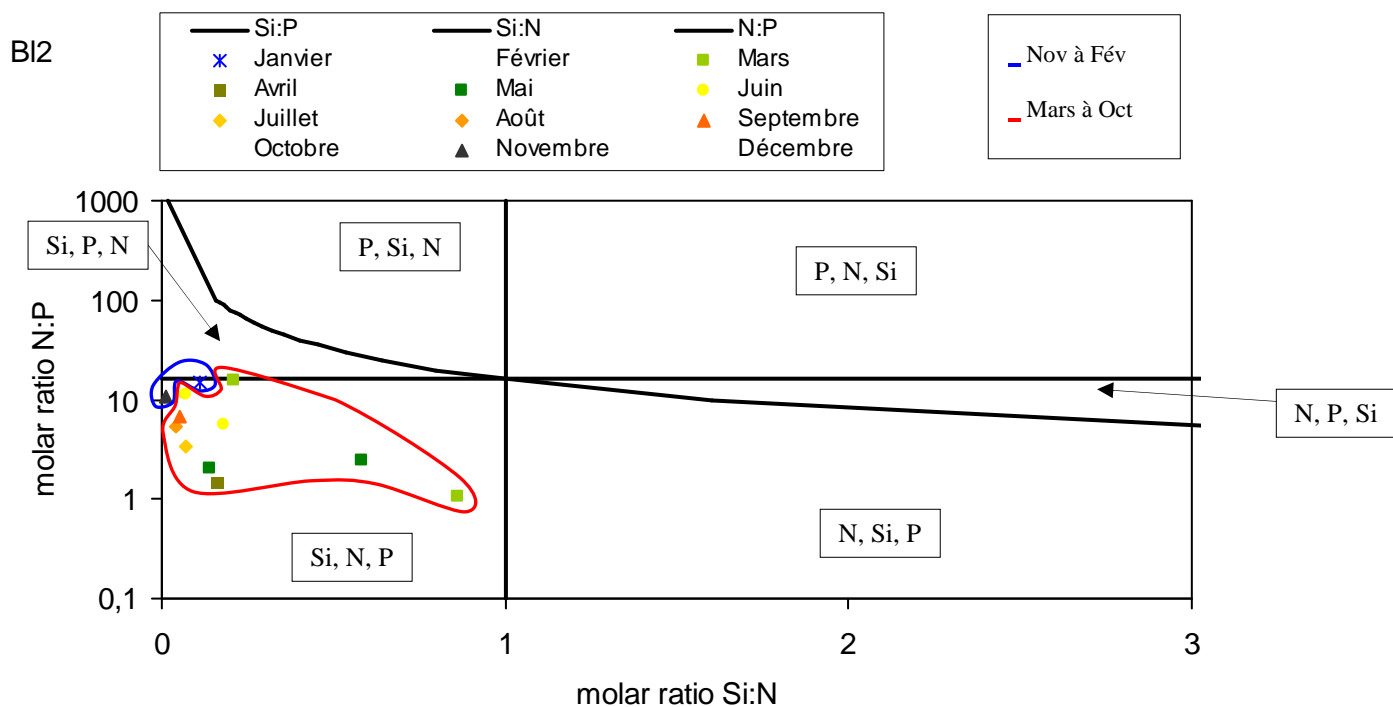 Bl2
Si:P Si:N N:P
Janvier Février Mars
Avril Mai Juin
Juillet Août Septembre
Octobre Novembre Décembre
Nov à Fév
Mars à Oct
1000
100
10
1
0,1
molar ratio N:P
Si, P, N
P, Si, N
P, N, Si
N, P, Si
Si, N, P
N, Si, P
0 1 2 3
molar ratio Si:N